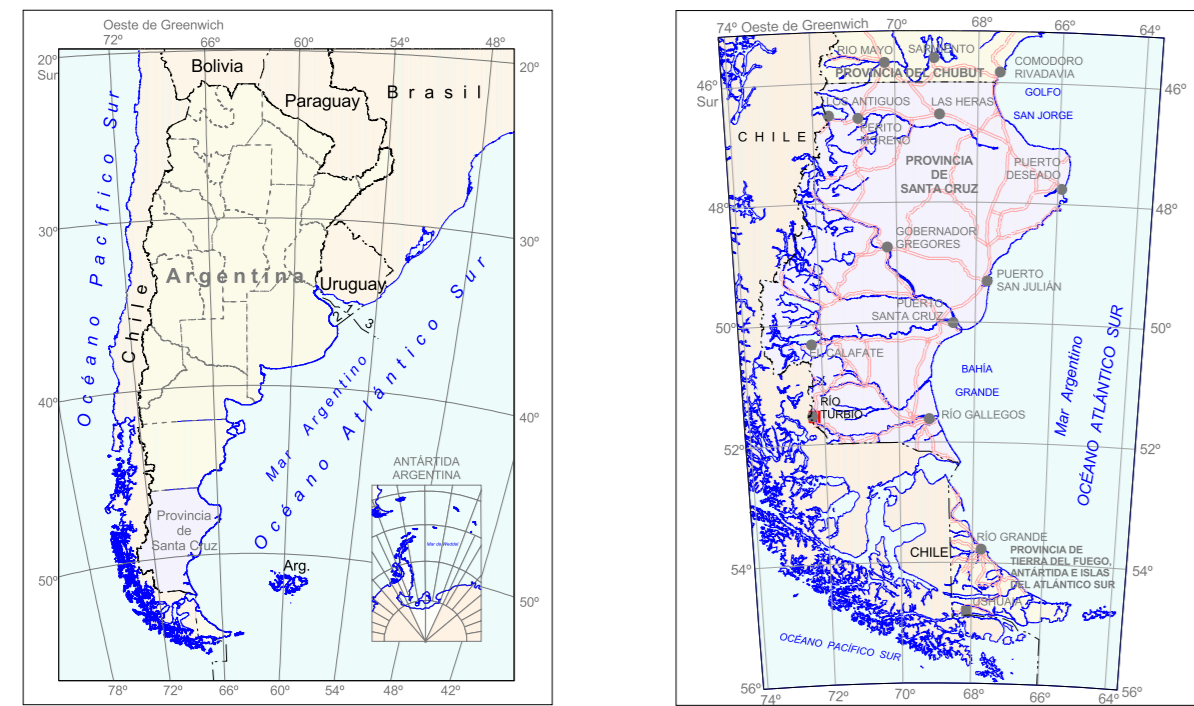 Oeste de Greenwich
72º 66º 60º 54º 48º
20º
Sur
20º
Bolivia
Paraguay
Brasil
Océano Pacífico Sur
30º
30º
Argentina
Uruguay
Chile
1
2
3
Mar Argentino
Océano Atlántico Sur
40º
40º
ANTÁRTIDA
ARGENTINA
Mar de Weddel
Provincia
de
Santa Cruz
Arg.
50º
50º
78º 72º 66º 60º 54º 48º 42º
74º Oeste de Greenwich 70º 68º 66º 64º
RIO MAYO
SARMIENTO
COMODORO
RIVADAVIA
PROVINCIA DEL CHUBUT
46º
Sur
46º
GOLFO
SAN JORGE
LOS ANTIGUOS
LAS HERAS
PERITO
MORENO
CHILE
PROVINCIA
DE
SANTA CRUZ
PUERTO
DESEADO
48º
48º
GOBERNADOR
GREGORES
PUERTO
SAN JULIÁN
PUERTO
SANTA CRUZ
50º
50º
EL CALAFATE
BAHÍA
GRANDE
Mar Argentino
OCÉANO ATLÁNTICO SUR
RÍO
TURBIO
RÍO GALLEGOS
52º
52º
CHILE
RÍO GRANDE
PROVINCIA DE
TIERRA DEL FUEGO,
ANTÁRTIDA E ISLAS
DEL ATLÁNTICO SUR
54º
54º
USHUAIA
OCÉANO PACÍFICO SUR
56º
56º
74º 72º 70º 68º 66º 64º